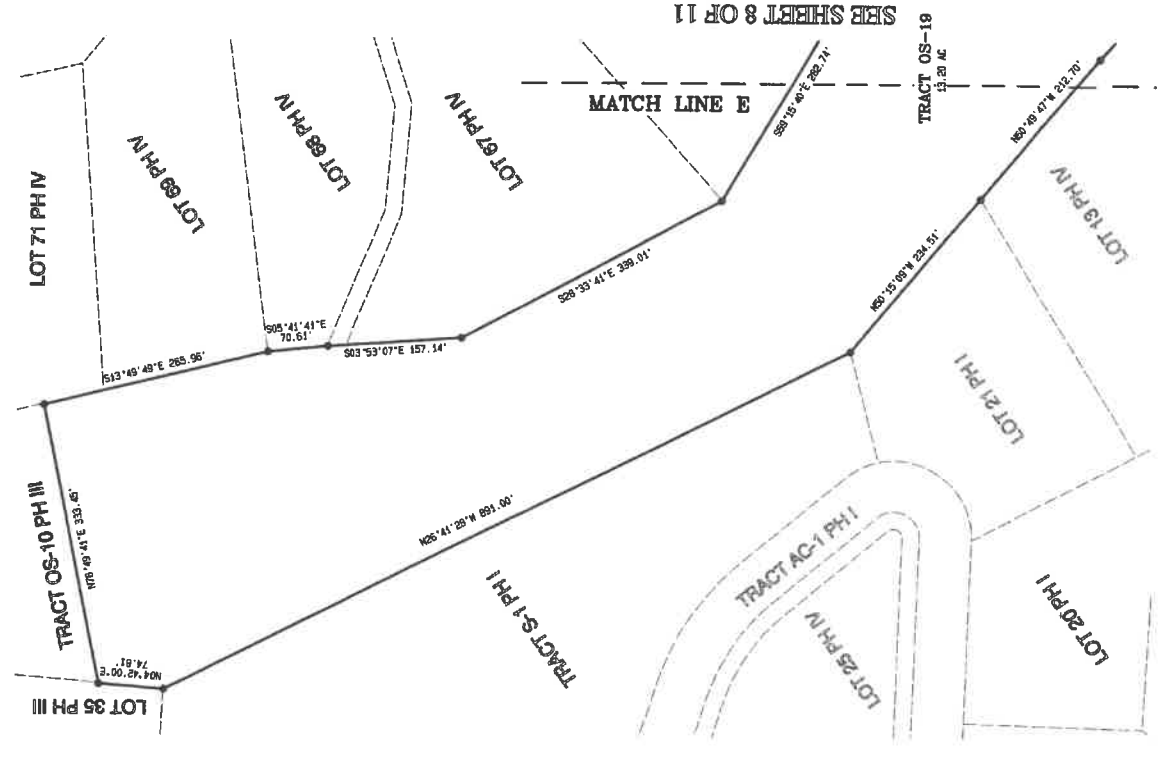 SEE SHEET 8 OF 11
TRACT OS-19
13.20 AC
MATCH LINE E
S59°15'40"E 282.74'
N50°49'47"W 212.70'
LOT 71 PH IV
LOT 69 PH IV
LOT 68 PH IV
LOT 67 PH IV
LOT 13 PH IV
S28°33'41"E 339.01'
N50°15'09"W 234.51'
S05°41'41"E
70.61'
S03°53'07"E 157.14'
S13°49'49"E 265.96'
LOT 21 PH I
TRACT OS-10 PH III
N78°49'41"E 333.45'
N26°41'29"W 891.00'
TRACT AC-1 PH I
TRACT S-1 PH I
LOT 20 PH I
LOT 25 PH IV
N04°42'00"E
74.81'
LOT 35 PH III